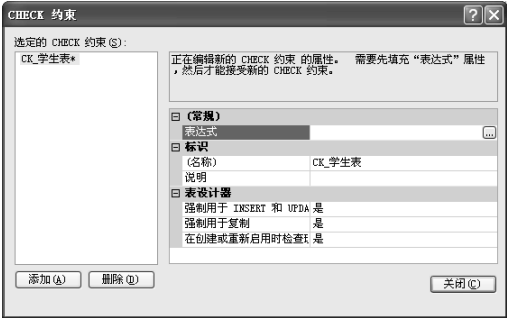 CHECK 约束
选定的 CHECK 约束(S):
CK_学生表*
正在编辑新的 CHECK 约束 的属性。 需要先填充“表达式”属性
，然后才能接受新的 CHECK 约束。
(常规)
表达式
...
标识
(名称) CK_学生表
说明
表设计器
强制用于 INSERT 和 UPDA 是
强制用于复制 是
在创建或重新启用时检查 是
添加(A) 删除(D)
关闭(C)